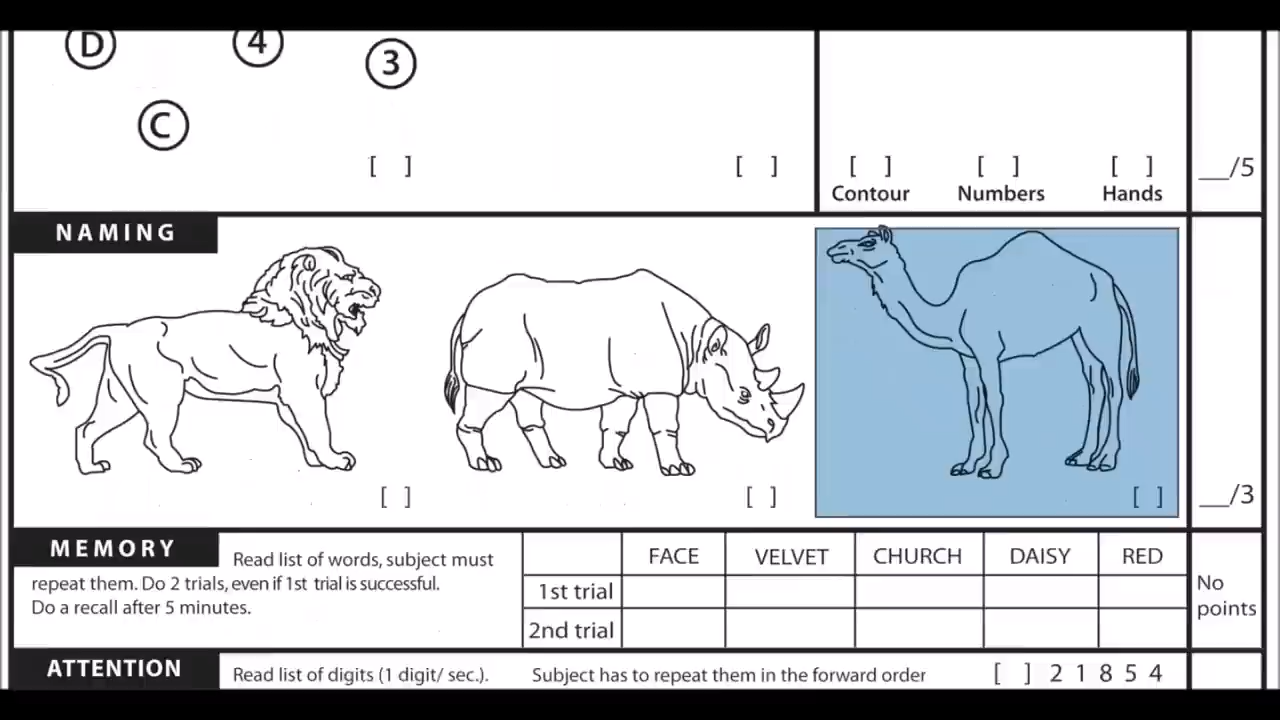 D
4
3
C
[ ]
[ ]
[ ] [ ] [ ]
Contour Numbers Hands
__/5
NAMING
[ ]
[ ]
[ ]
__/3
MEMORY
Read list of words, subject must
repeat them. Do 2 trials, even if 1st trial is successful.
Do a recall after 5 minutes.
FACE VELVET CHURCH DAISY RED
1st trial
2nd trial
No
points
ATTENTION
Read list of digits (1 digit/ sec.).
Subject has to repeat them in the forward order
[ ] 2 1 8 5 4